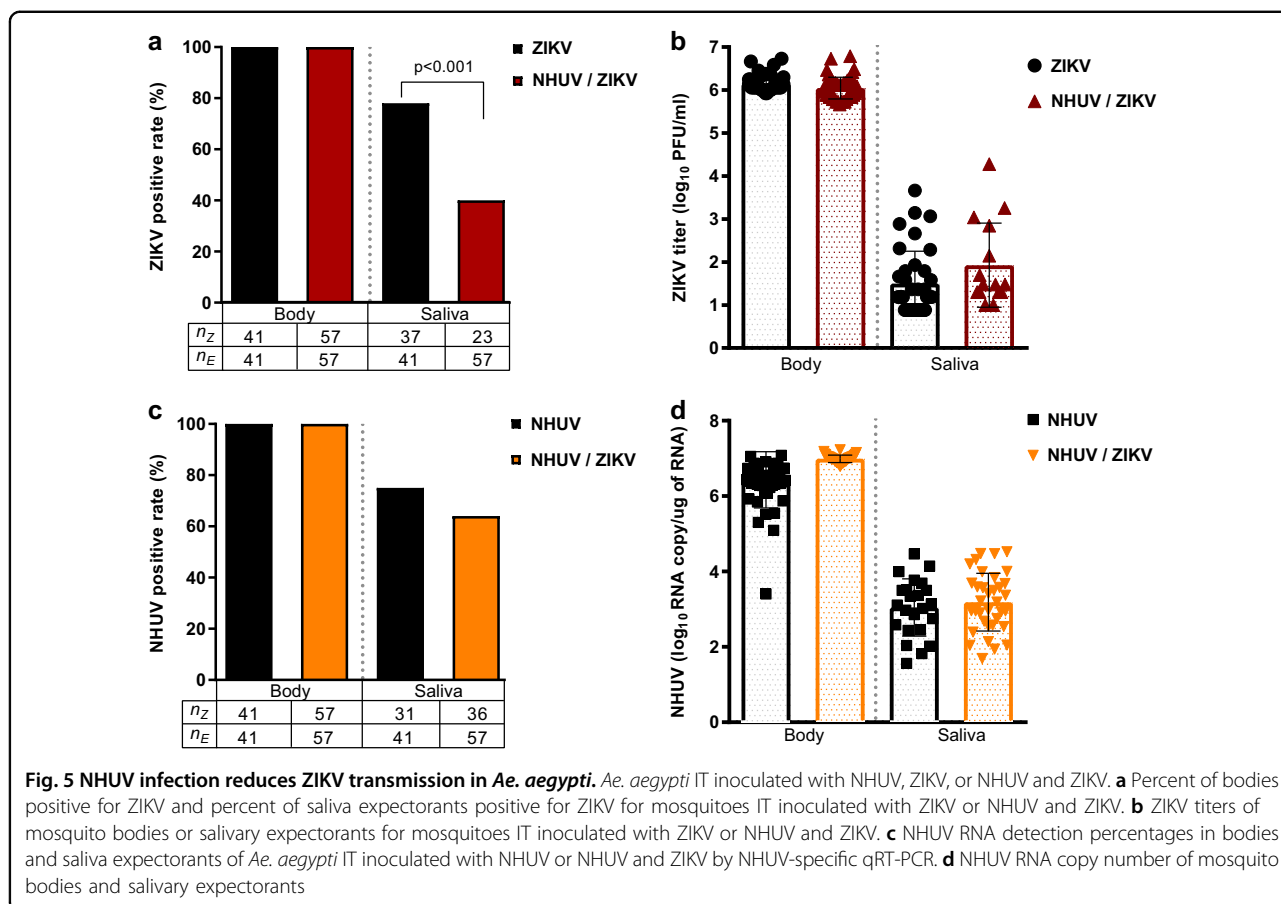 a
ZIKV
NHUV / ZIKV
p<0.001
ZIKV positive rate (%)
100
80
60
40
20
0
Body Saliva
nZ 41 57 37 23
nE 41 57 41 57
b
ZIKV
NHUV / ZIKV
ZIKV titer (log10 PFU/ml)
7
6
5
4
3
2
1
0
Body Saliva
c
NHUV
NHUV / ZIKV
NHUV positive rate (%)
100
80
60
40
20
0
Body Saliva
nZ 41 57 31 36
nE 41 57 41 57
d
NHUV
NHUV / ZIKV
NHUV (log10 RNA copy/ug of RNA)
8
6
4
2
0
Body Saliva
Fig. 5 NHUV infection reduces ZIKV transmission in Ae. aegypti. Ae. aegypti IT inoculated with NHUV, ZIKV, or NHUV and ZIKV. a Percent of bodies
positive for ZIKV and percent of saliva expectorants positive for ZIKV for mosquitoes IT inoculated with ZIKV or NHUV and ZIKV. b ZIKV titers of
mosquito bodies or salivary expectorants for mosquitoes IT inoculated with ZIKV or NHUV and ZIKV. c NHUV RNA detection percentages in bodies
and saliva expectorants of Ae. aegypti IT inoculated with NHUV or NHUV and ZIKV by NHUV-specific qRT-PCR. d NHUV RNA copy number of mosquito
bodies and salivary expectorants